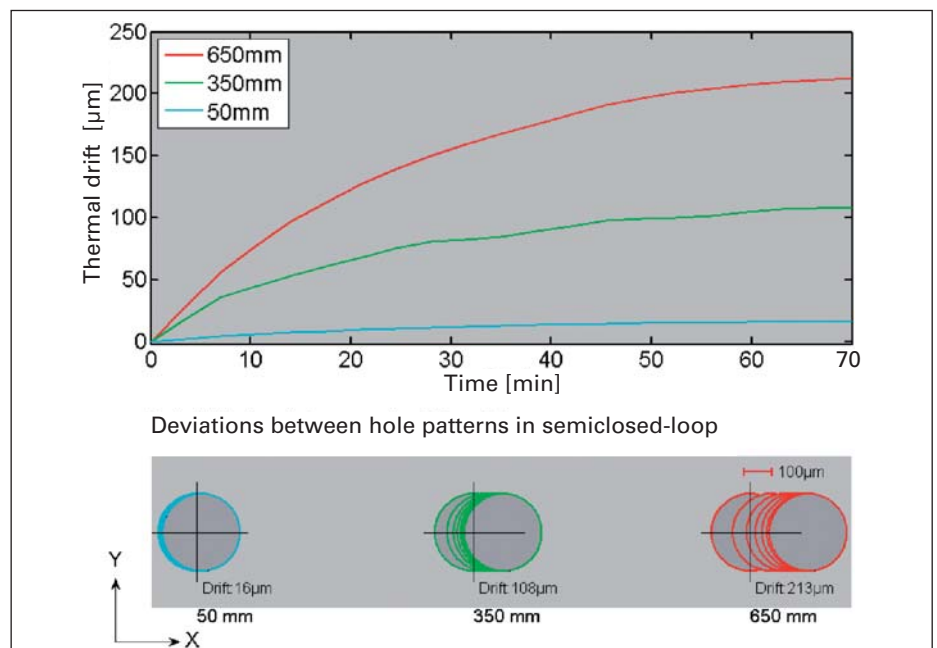 250
200
150
100
50
0
Thermal drift [µm]
650mm
350mm
50mm
0 10 20 30 40 50 60 70
Time [min]
Deviations between hole patterns in semiclosed-loop
100µm
Drift:16µm
Drift:108µm
Drift:213µm
50 mm
350 mm
650 mm
Y
X